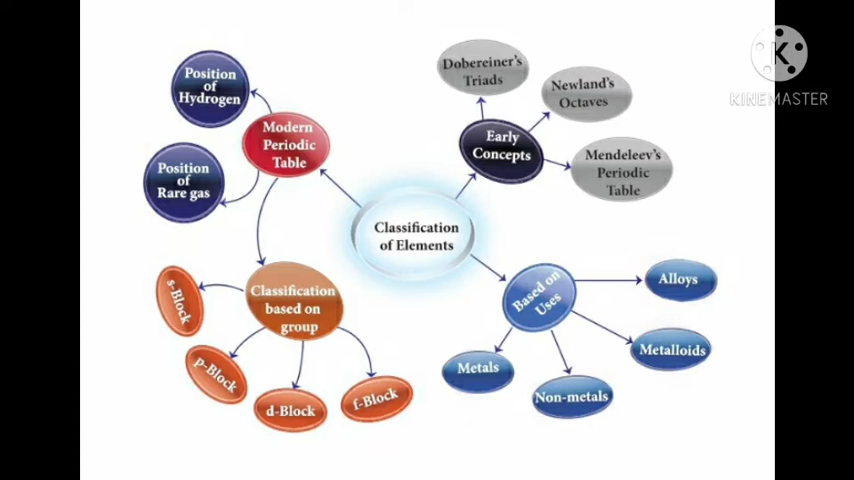 Position
of
Hydrogen
Modern
Periodic
Table
Position
of
Rare gas
Dobereiner's
Triads
Newland's
Octaves
Early
Concepts
Mendeleev's
Periodic
Table
K
KINEMASTER
Classification
of Elements
Classification
based on
group
s-Block
p-Block
d-Block
f-Block
Based on
Uses
Alloys
Metalloids
Metals
Non-metals